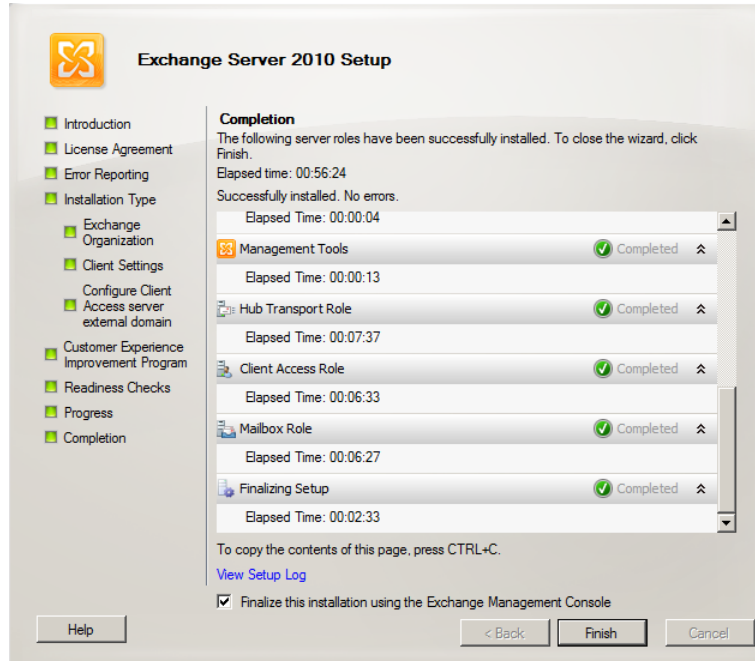 Exchange Server 2010 Setup
Introduction
License Agreement
Error Reporting
Installation Type
Exchange
Organization
Client Settings
Configure Client
Access server
external domain
Customer Experience
Improvement Program
Readiness Checks
Progress
Completion
Completion
The following server roles have been successfully installed. To close the wizard, click
Finish.
Elapsed time: 00:56:24
Successfully installed. No errors.
Elapsed Time: 00:00:04
Management Tools Completed
Elapsed Time: 00:00:13
Hub Transport Role Completed
Elapsed Time: 00:07:37
Client Access Role Completed
Elapsed Time: 00:06:33
Mailbox Role Completed
Elapsed Time: 00:06:27
Finalizing Setup Completed
Elapsed Time: 00:02:33
To copy the contents of this page, press CTRL+C.
View Setup Log
Finalize this installation using the Exchange Management Console
Help < Back Finish Cancel